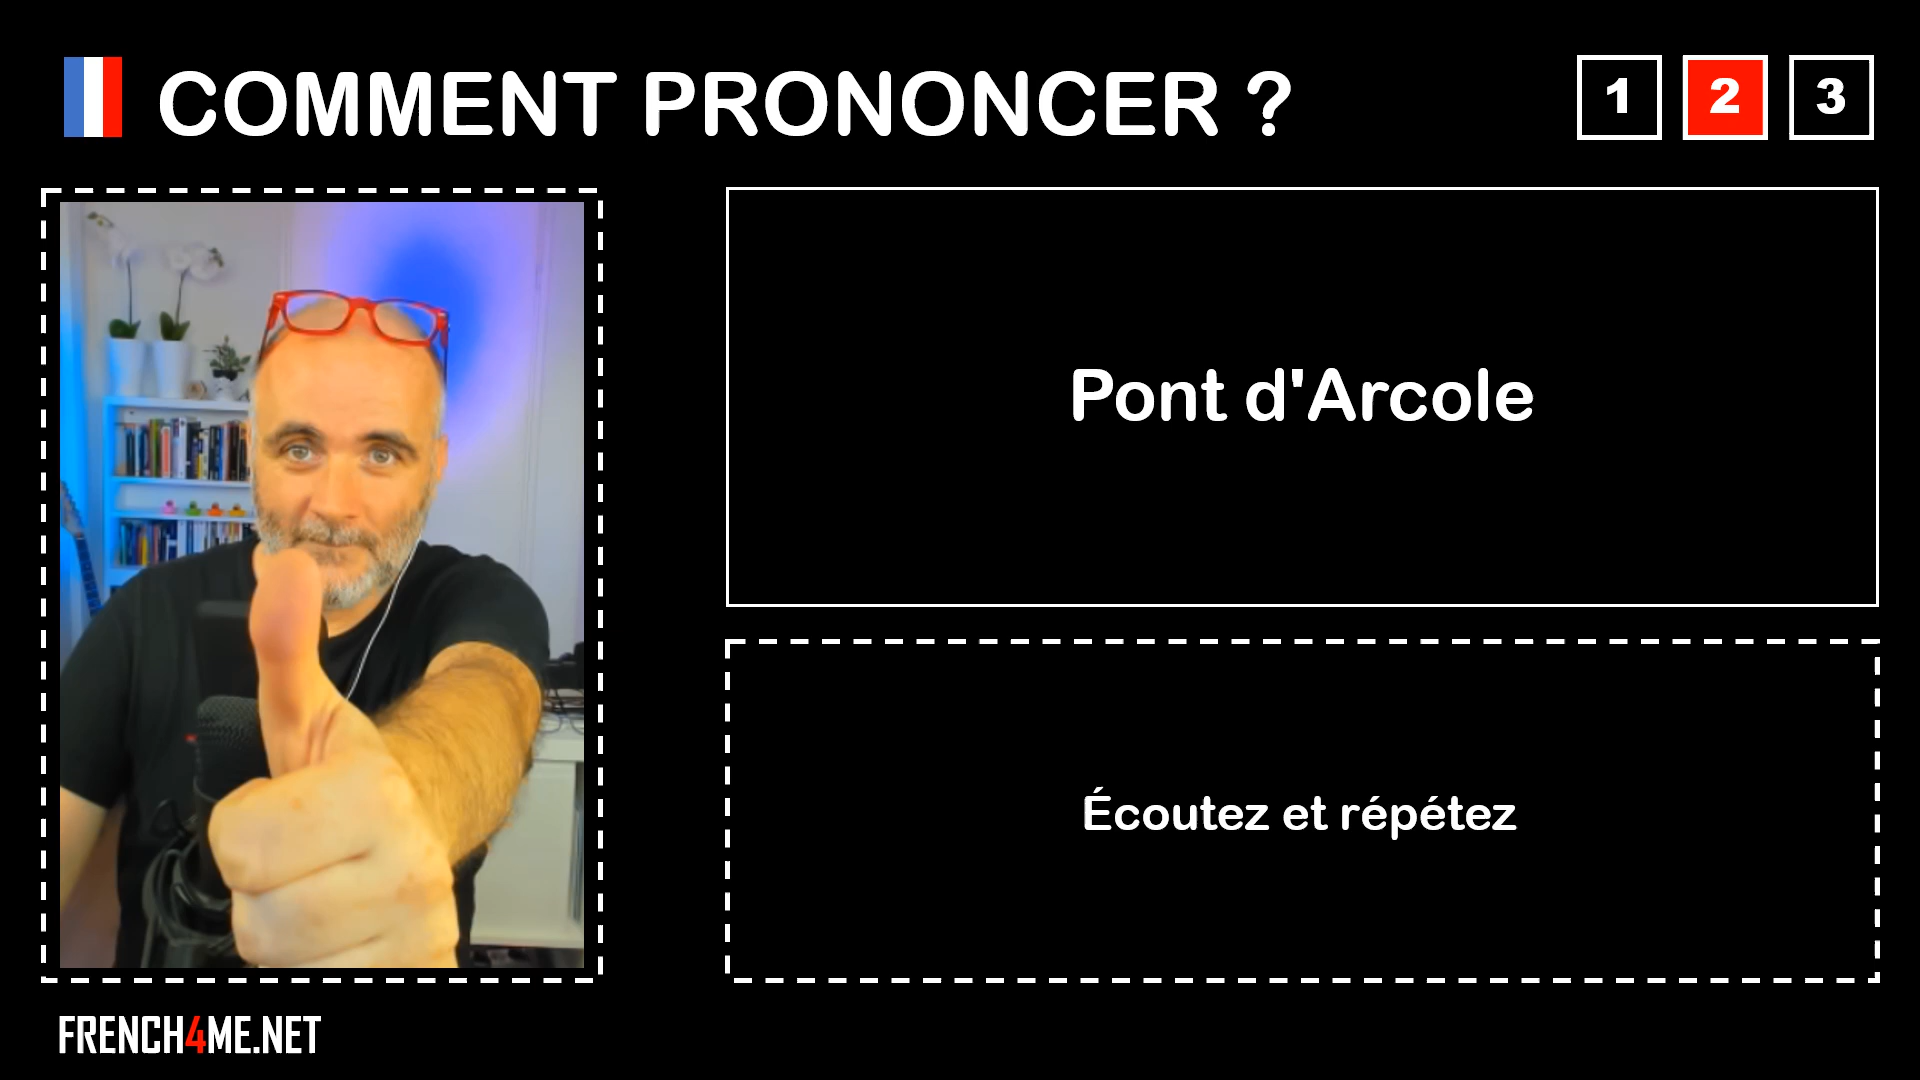 COMMENT PRONONCER ?
1 2 3
Pont d'Arcole
Écoutez et répétez
FRENCH4ME.NET